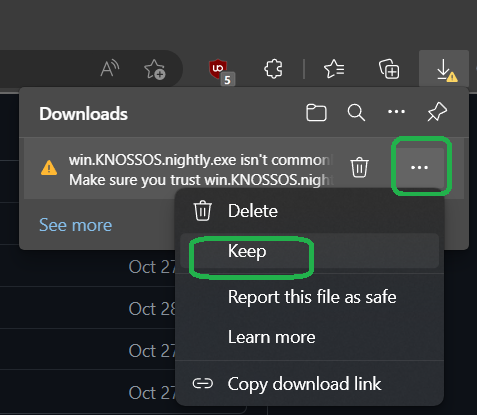 A))
uo
5
Downloads
win.KNOSSOS.nightly.exe isn't common
Make sure you trust win.KNOSSOS.nigh
Delete
See more
Keep
Oct 27
Report this file as safe
Oct 28
Learn more
Oct 27
Copy download link
Oct 27